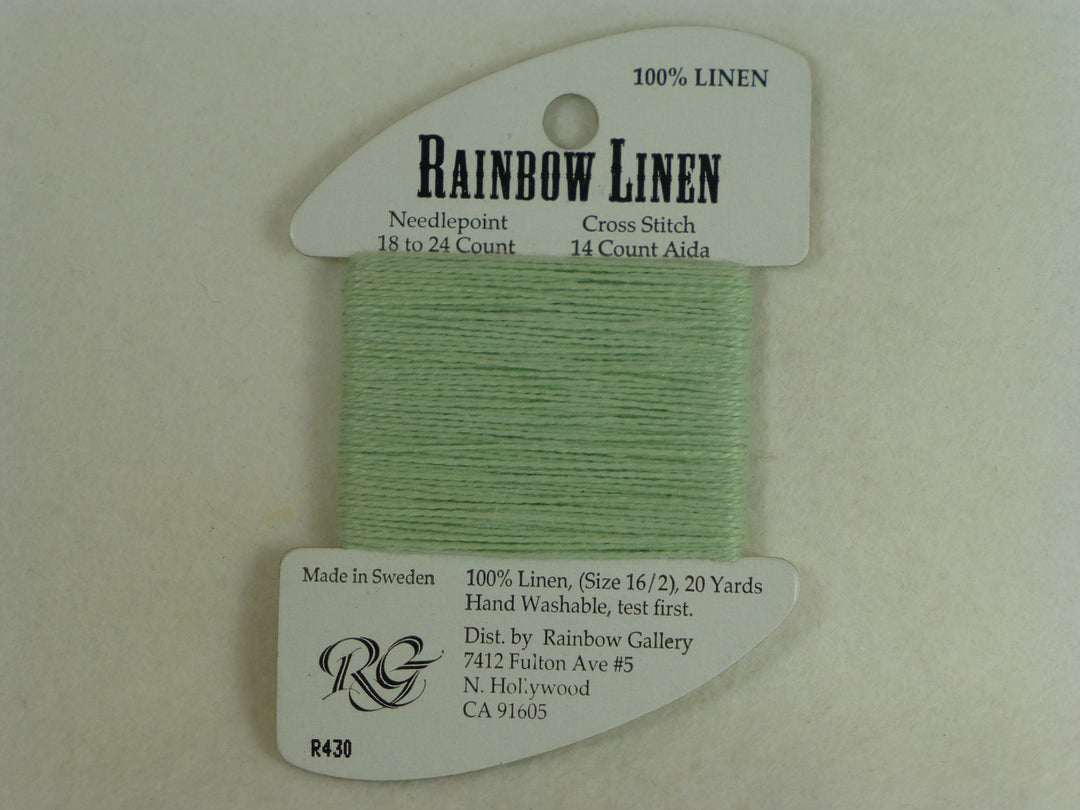 100% LINEN
RAINBOW LINEN
Needlepoint
18 to 24 Count
Cross Stitch
14 Count Aida
Made in Sweden
100% Linen, (Size 16/2), 20 Yards
Hand Washable, test first.
Dist. by Rainbow Gallery
7412 Fulton Ave #5
N. Hollywood
CA 91605
RG
R430